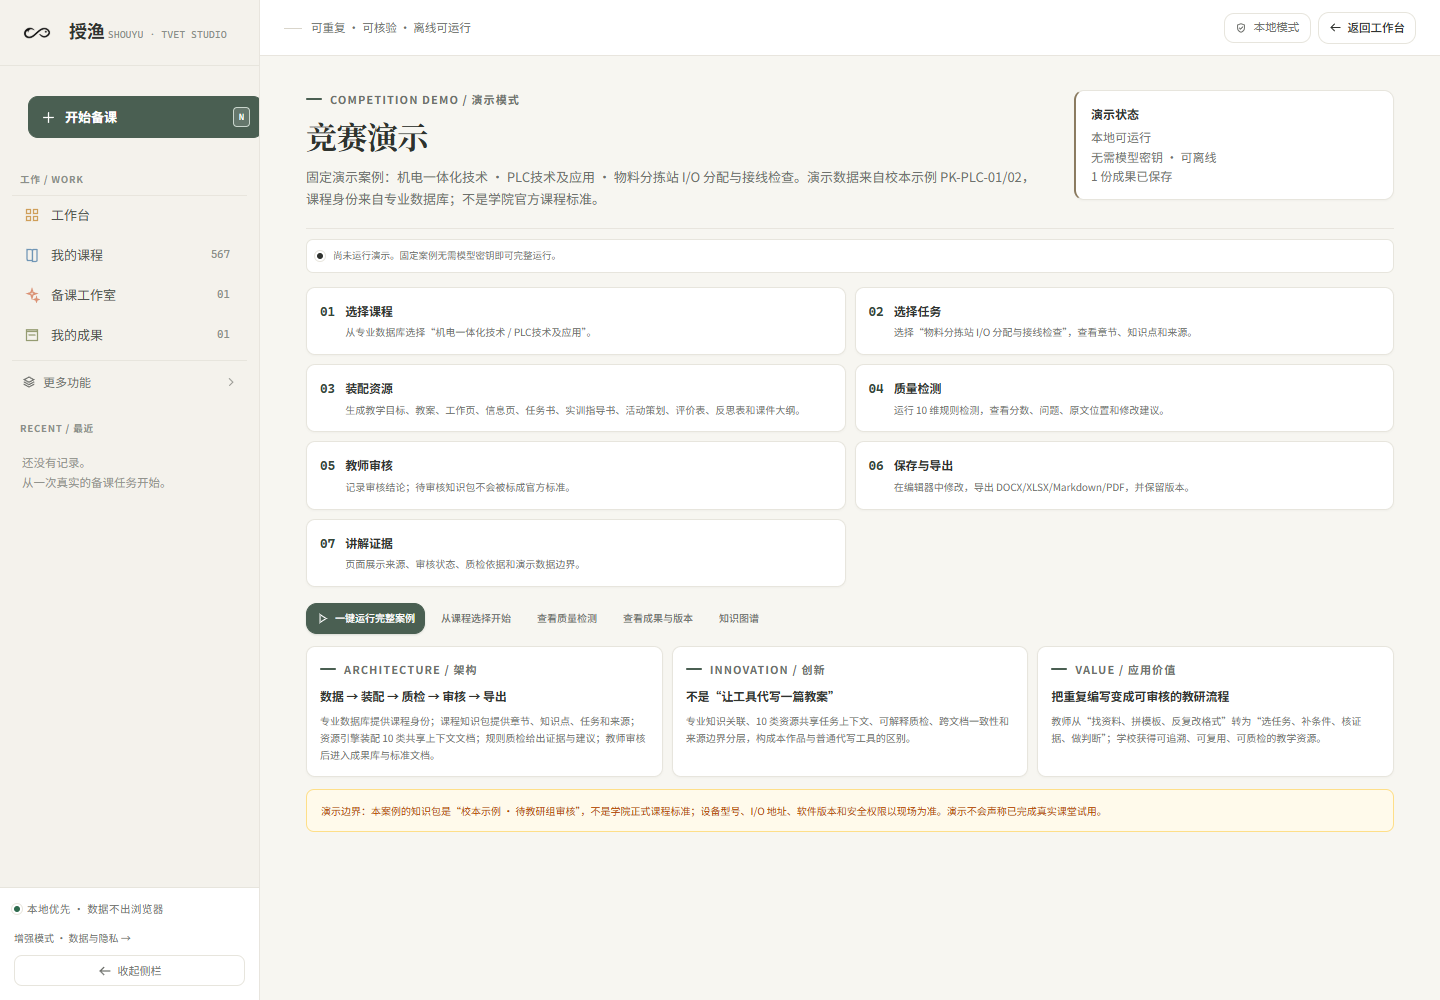 授渔 SHOUYU · TVET STUDIO
开始备课 N
工作 / WORK
工作台
我的课程 567
备课工作室 01
我的成果 01
更多功能
RECENT / 最近
还没有记录。
从一次真实的备课任务开始。
本地优先 · 数据不出浏览器
增强模式 · 数据与隐私 →
收起侧栏
可重复 · 可核验 · 离线可运行
本地模式
返回工作台
COMPETITION DEMO / 演示模式
竞赛演示
固定演示案例：机电一体化技术 · PLC技术及应用 · 物料分拣站 I/O 分配与接线检查。演示数据来自校本示例 PK-PLC-01/02，
课程身份来自专业数据库；不是学院官方课程标准。
演示状态
本地可运行
无需模型密钥 · 可离线
1 份成果已保存
尚未运行演示。固定案例无需模型密钥即可完整运行。
01 选择课程
从专业数据库选择“机电一体化技术 / PLC技术及应用”。
02 选择任务
选择“物料分拣站 I/O 分配与接线检查”，查看章节、知识点和来源。
03 装配资源
生成教学目标、教案、工作页、信息页、任务书、实训指导书、活动策划、评价表、反思表和课件大纲。
04 质量检测
运行 10 维规则检测，查看分数、问题、原文位置和修改建议。
05 教师审核
记录审核结论；待审核知识包不会被标成官方标准。
06 保存与导出
在编辑器中修改，导出 DOCX/XLSX/Markdown/PDF，并保留版本。
07 讲解证据
页面展示来源、审核状态、质检依据和演示数据边界。
一键运行完整案例 从课程选择开始 查看质量检测 查看成果与版本 知识图谱
ARCHITECTURE / 架构
数据 → 装配 → 质检 → 审核 → 导出
专业数据库提供课程身份；课程知识包提供章节、知识点、任务和来源；
资源引擎装配 10 类共享上下文文档；规则质检给出证据与建议；教师审核
后进入成果库与标准文档。
INNOVATION / 创新
不是“让工具代写一篇教案”
专业知识关联、10 类资源共享任务上下文、可解释质检、跨文档一致性和
来源边界分层，构成本作品与普通代写工具的区别。
VALUE / 应用价值
把重复编写变成可审核的教研流程
教师从“找资料、拼模板、反复改格式”转为“选任务、补条件、核证
据、做判断”；学校获得可追溯、可复用、可质检的教学资源。
演示边界：本案例的知识包是“校本示例 · 待教研组审核”，不是学院正式课程标准；设备型号、I/O 地址、软件版本和安全权限以现场为准。演示不会声称已完成真实课堂试用。